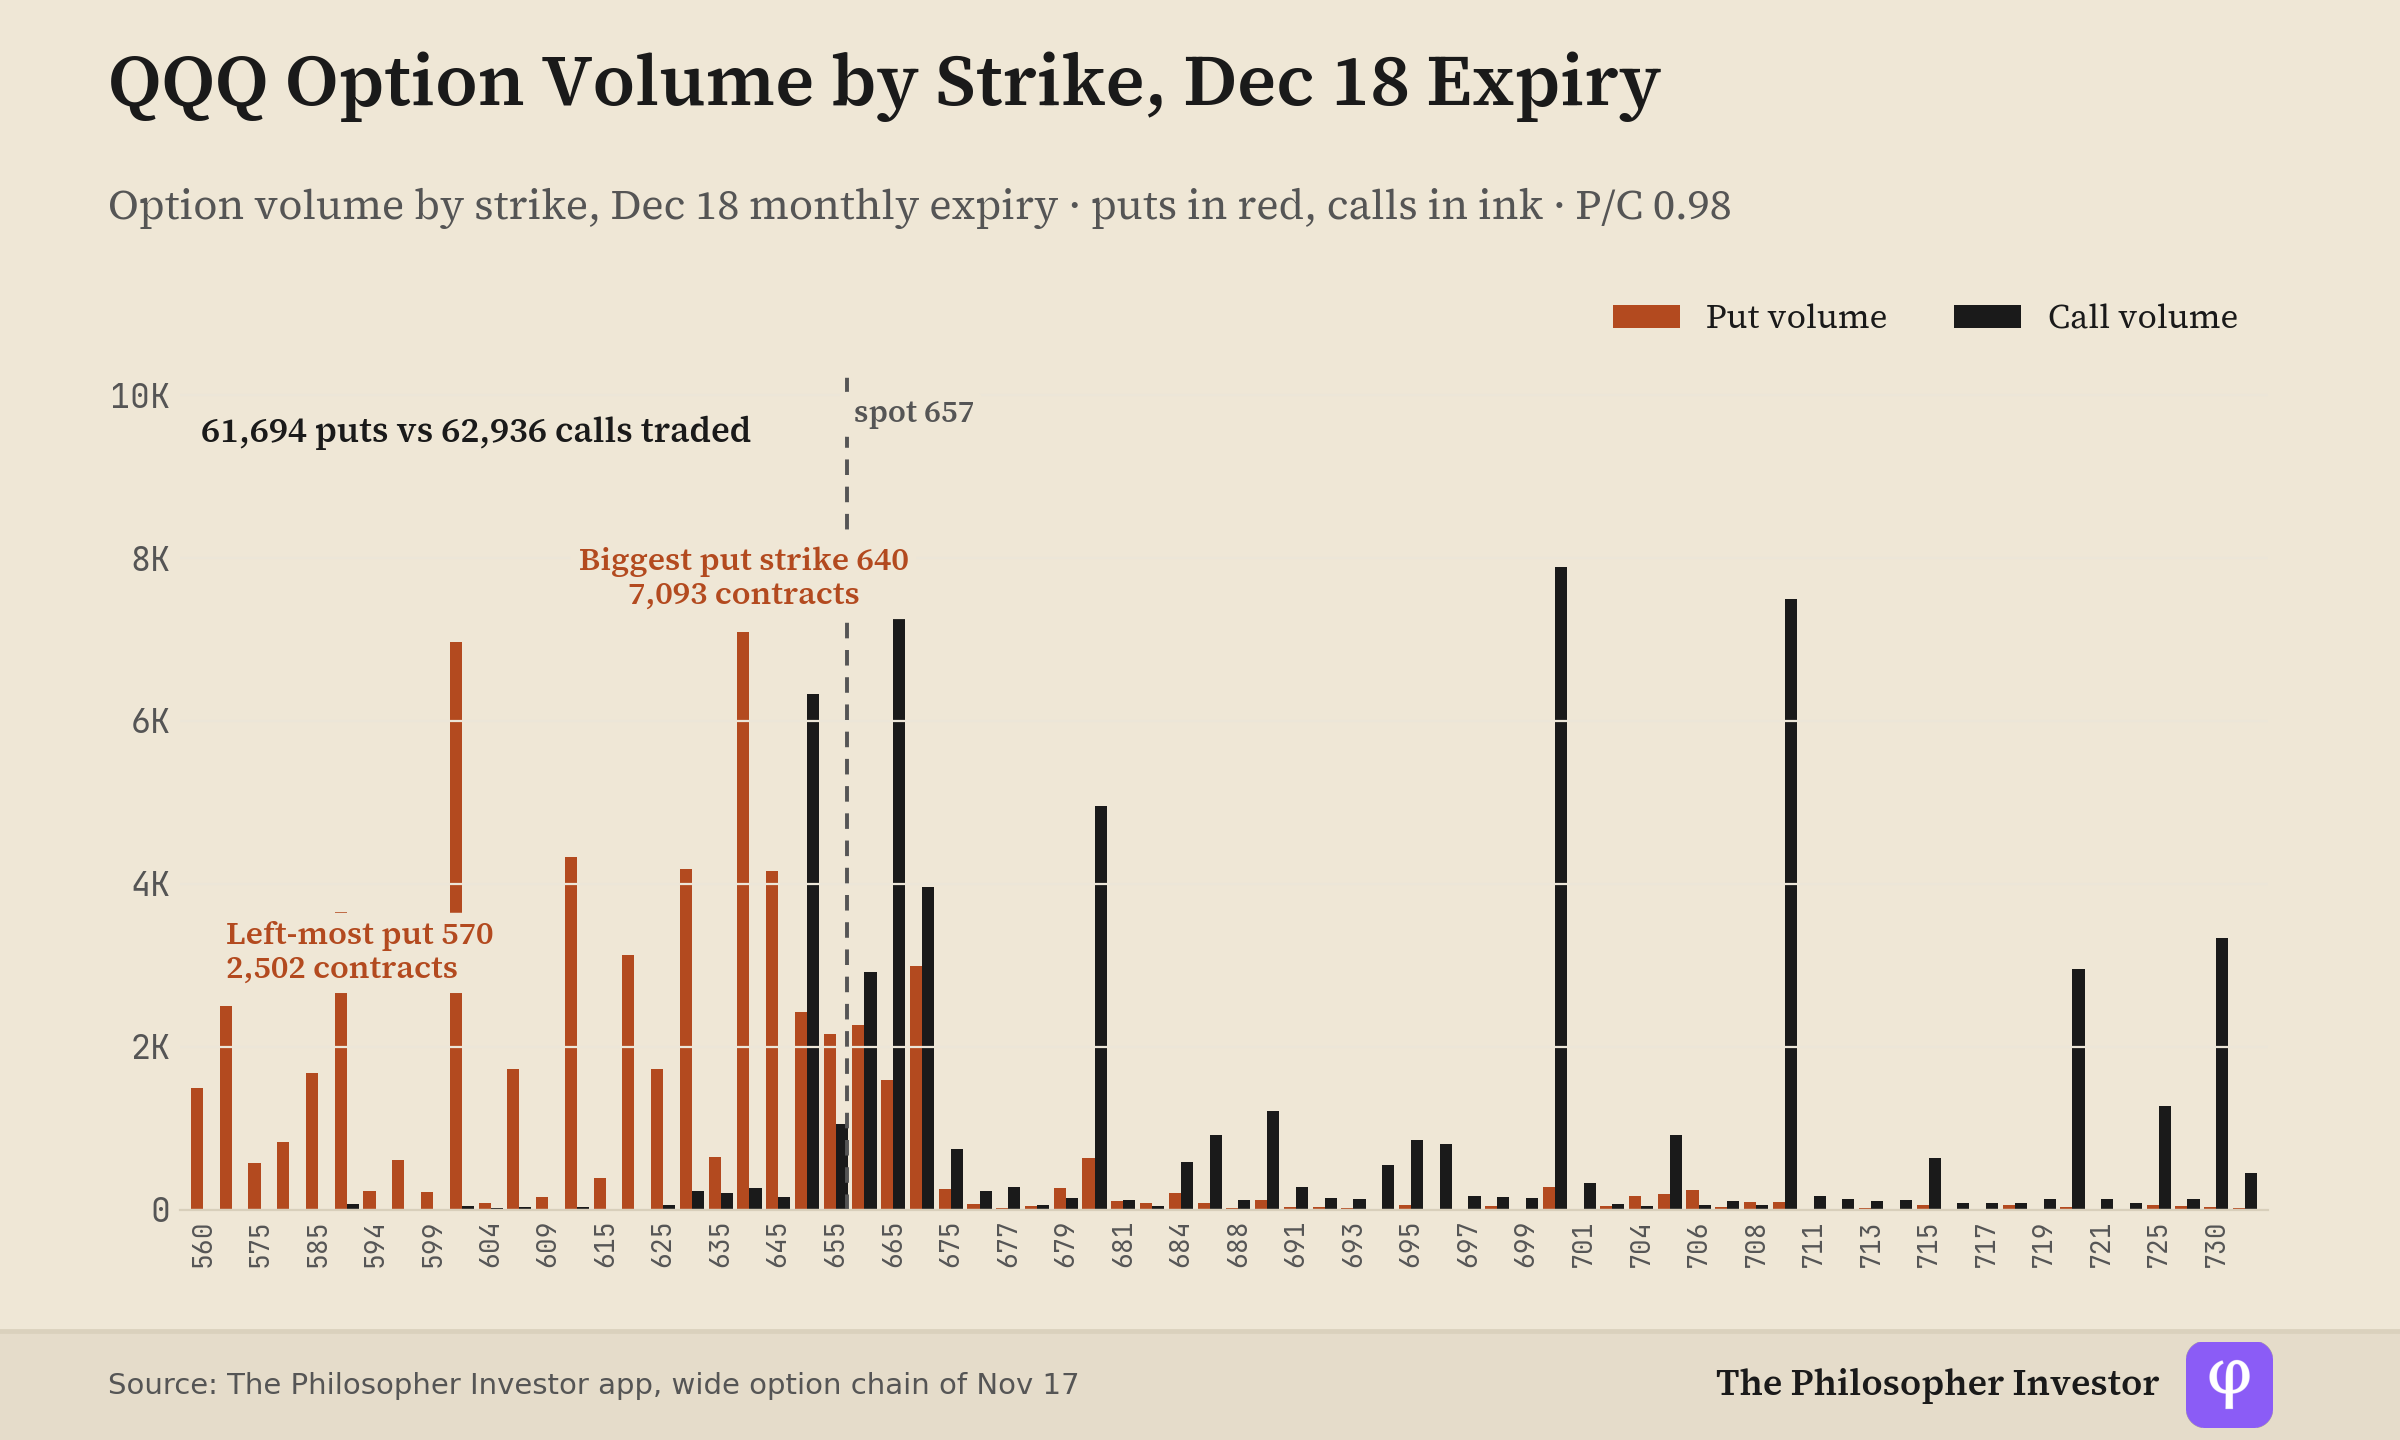 QQQ Option Volume by Strike, Dec 18 Expiry
Option volume by strike, Dec 18 monthly expiry · puts in red, calls in ink · P/C 0.98
Put volume
Call volume
10K
8K
6K
4K
2K
0
61,694 puts vs 62,936 calls traded
spot 657
Biggest put strike 640
7,093 contracts
Left-most put 570
2,502 contracts
560
575
585
594
599
604
609
615
625
635
645
655
665
675
677
679
681
684
688
691
693
695
697
699
701
704
706
708
711
713
715
717
719
721
725
730
Source: The Philosopher Investor app, wide option chain of Nov 17
The Philosopher Investor
φ